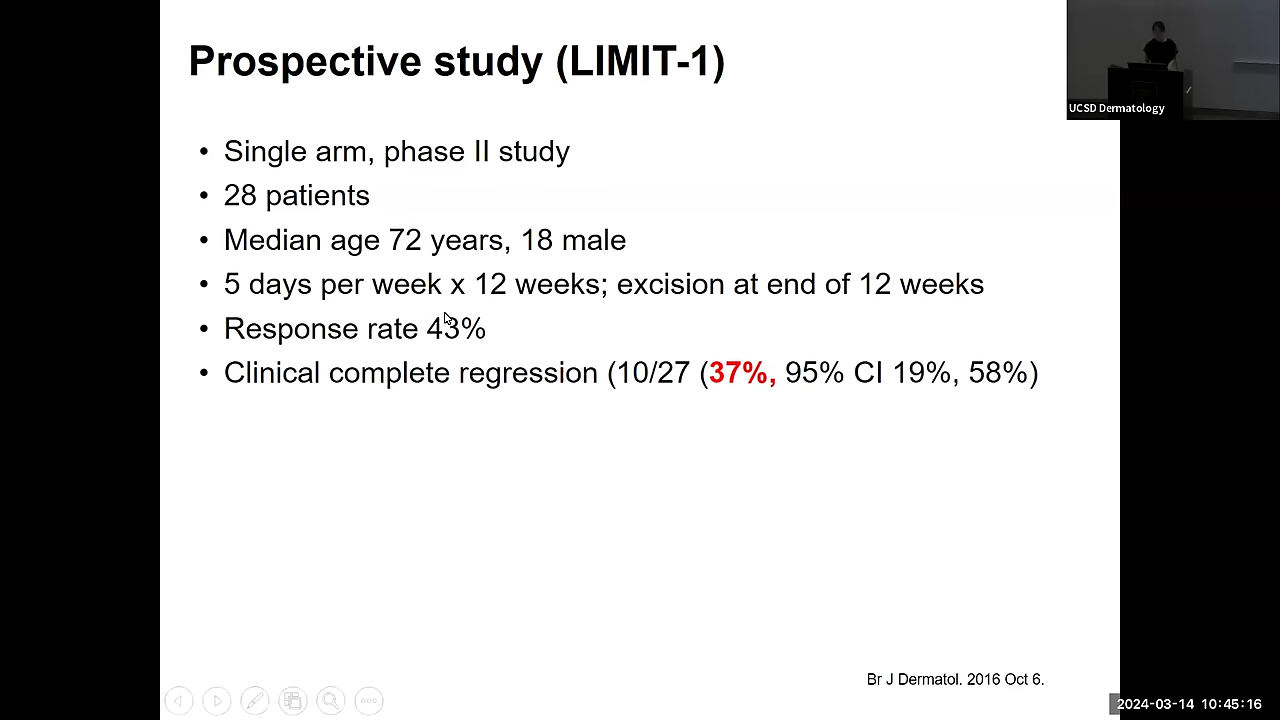 Prospective study (LIMIT-1)
UCSD Dermatology
• Single arm, phase II study
• 28 patients
• Median age 72 years, 18 male
• 5 days per week x 12 weeks; excision at end of 12 weeks
• Response rate 43%
• Clinical complete regression (10/27 (37%, 95% CI 19%, 58%)
Br J Dermatol. 2016 Oct 6.
2024-03-14 10:45:16